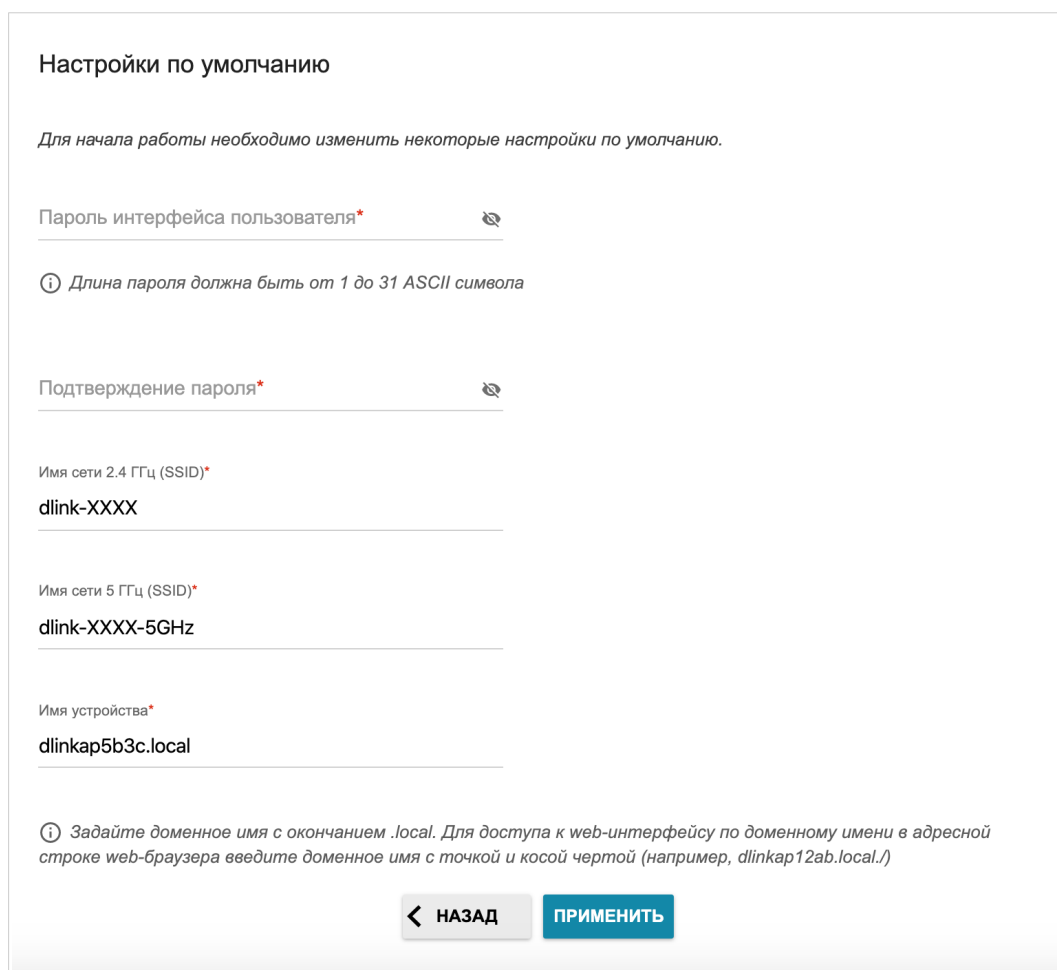 Настройки по умолчанию
Для начала работы необходимо изменить некоторые настройки по умолчанию.
Пароль интерфейса пользователя*
Длина пароля должна быть от 1 до 31 ASCII символа
Подтверждение пароля*
Имя сети 2.4 ГГц (SSID)*
dlink-XXXX
Имя сети 5 ГГц (SSID)*
dlink-XXXX-5GHz
Имя устройства*
dlinkap5b3c.local
Задайте доменное имя с окончанием .local. Для доступа к web-интерфейсу по доменному имени в адресной
строке web-браузера введите доменное имя с точкой и косой чертой (например, dlinkap12ab.local./)
НАЗАД ПРИМЕНИТЬ